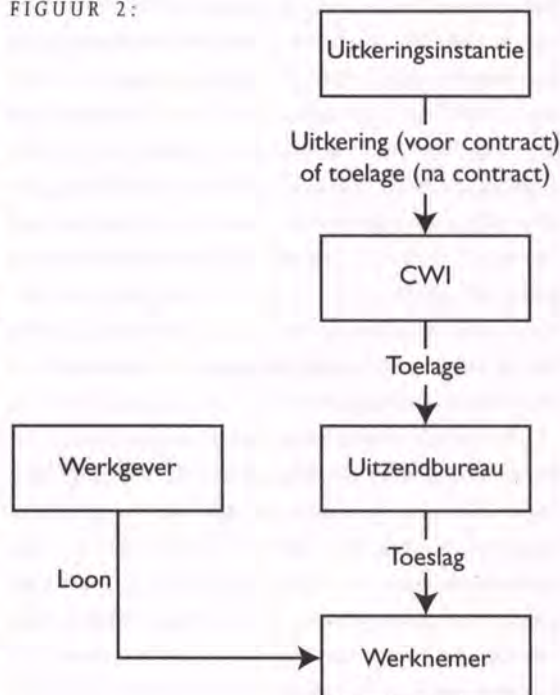 FIGUUR 2:
Uitkeringsinstantie
Uitkering (voor contract)
of toelage (na contract)
CWI
Toelage
Werkgever
Uitzendbureau
Toeslag
Loon
Werknemer